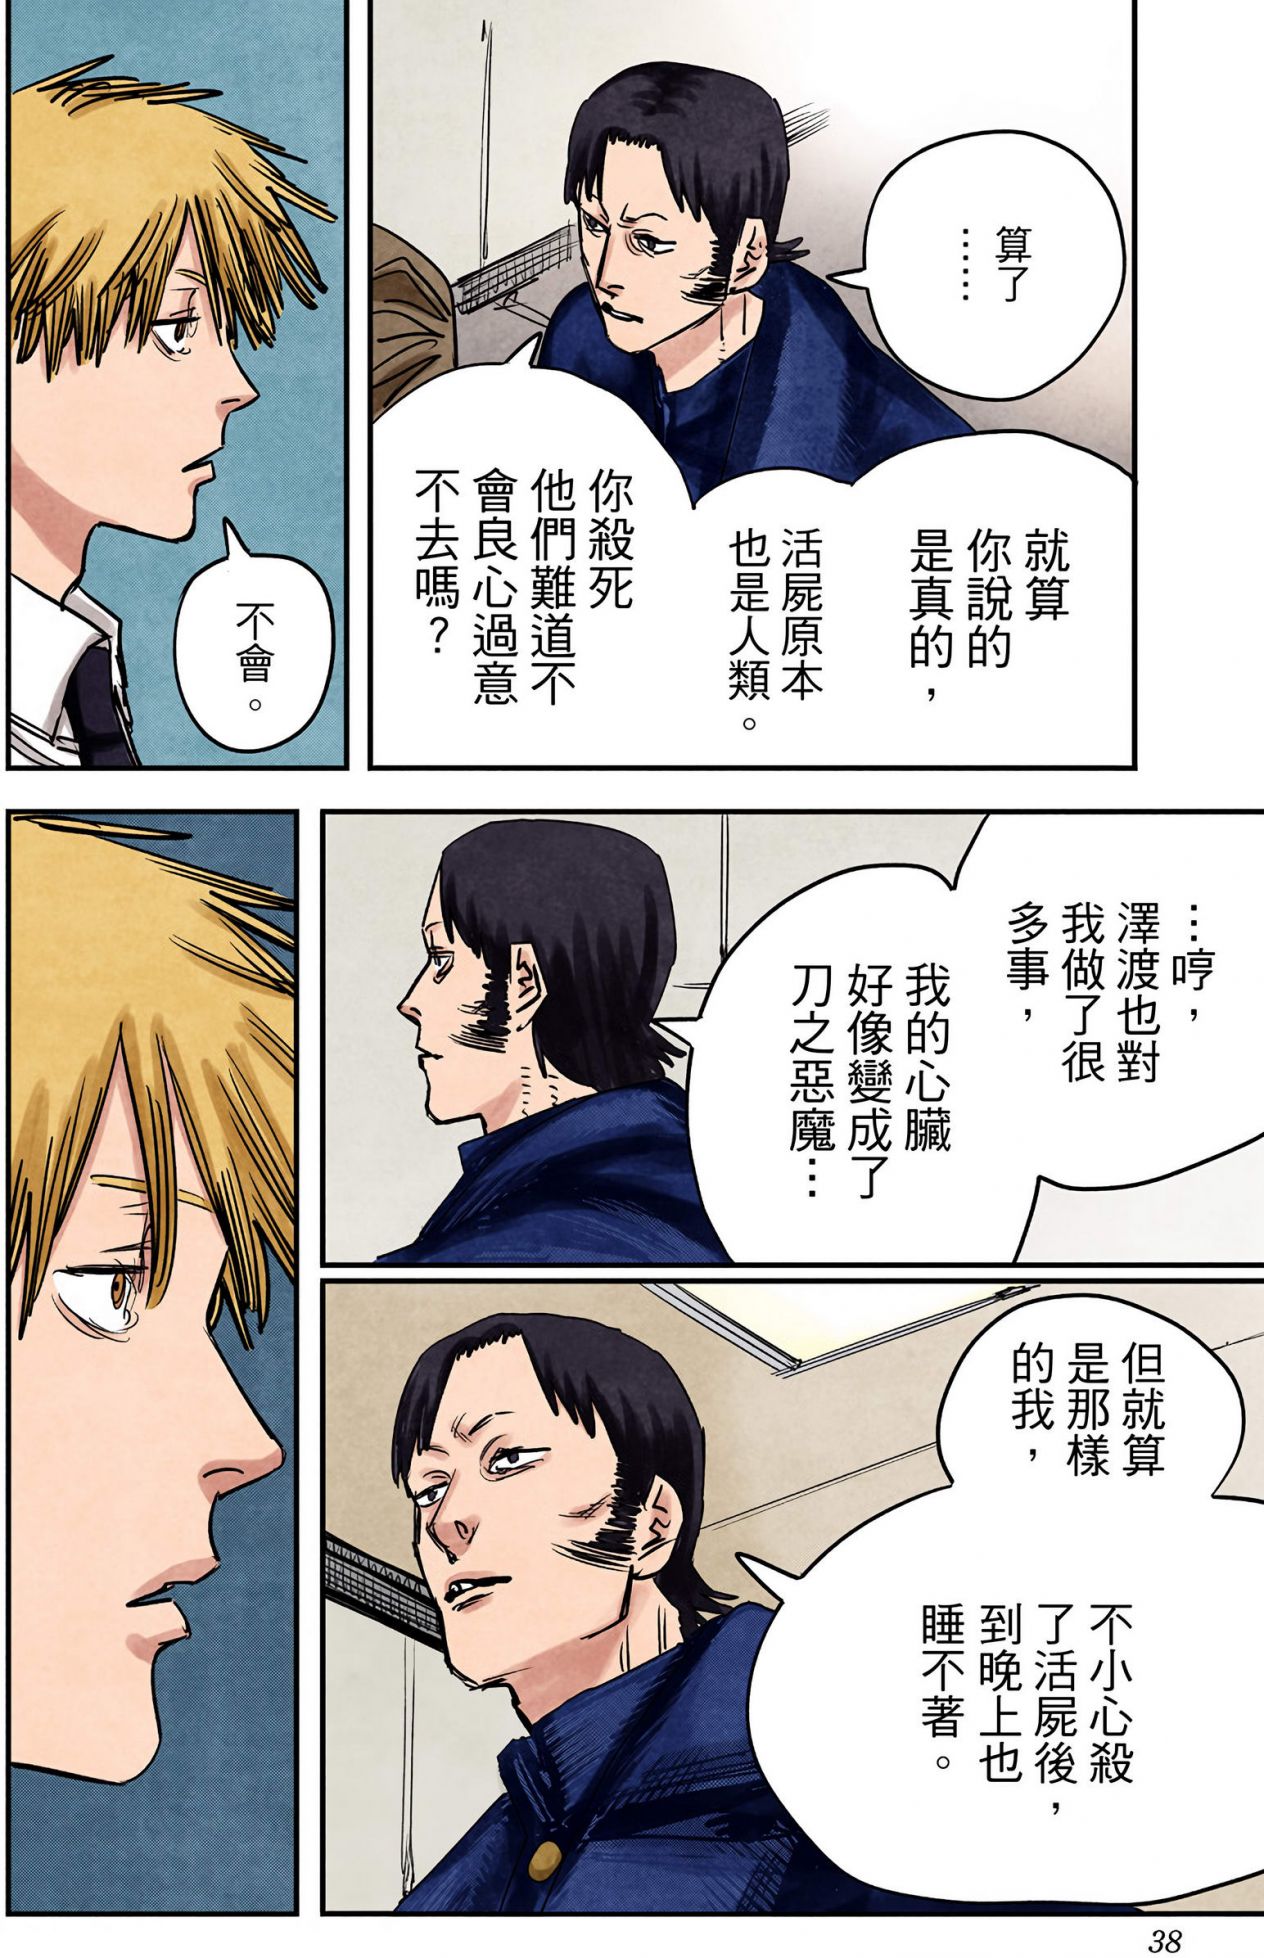 算了
……
就算
你說的
是真的，
活屍原本
也是人類。
你殺死
他們難道不
會良心過意
不去嗎？
不會。
…哼，
澤渡也對
我做了很
多事，
我的心臟
好像變成了
刀之惡魔…
但就算
是那樣
的我，
不小心殺
了活屍後，
到晚上也
睡不著。
38